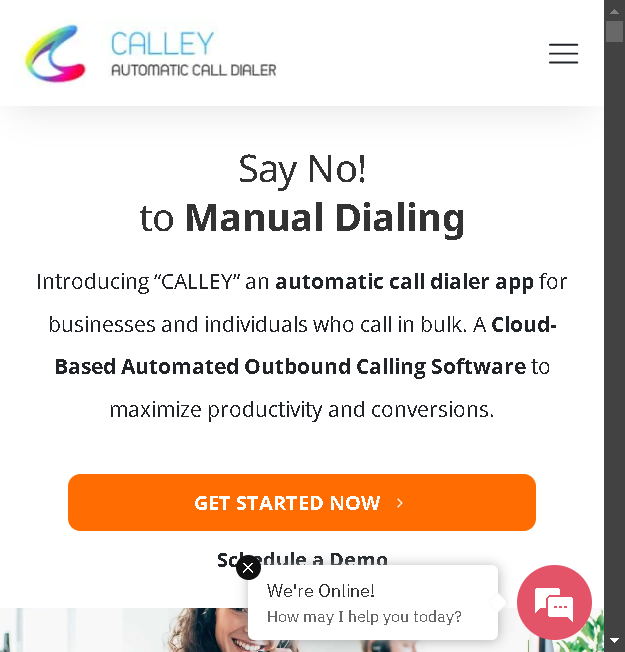 CALLEY
AUTOMATIC CALL DIALER
Say No!
to Manual Dialing
Introducing “CALLEY” an automatic call dialer app for
businesses and individuals who call in bulk. A Cloud-
Based Automated Outbound Calling Software to
maximize productivity and conversions.
GET STARTED NOW
Schedule a Demo
We're Online!
How may I help you today?